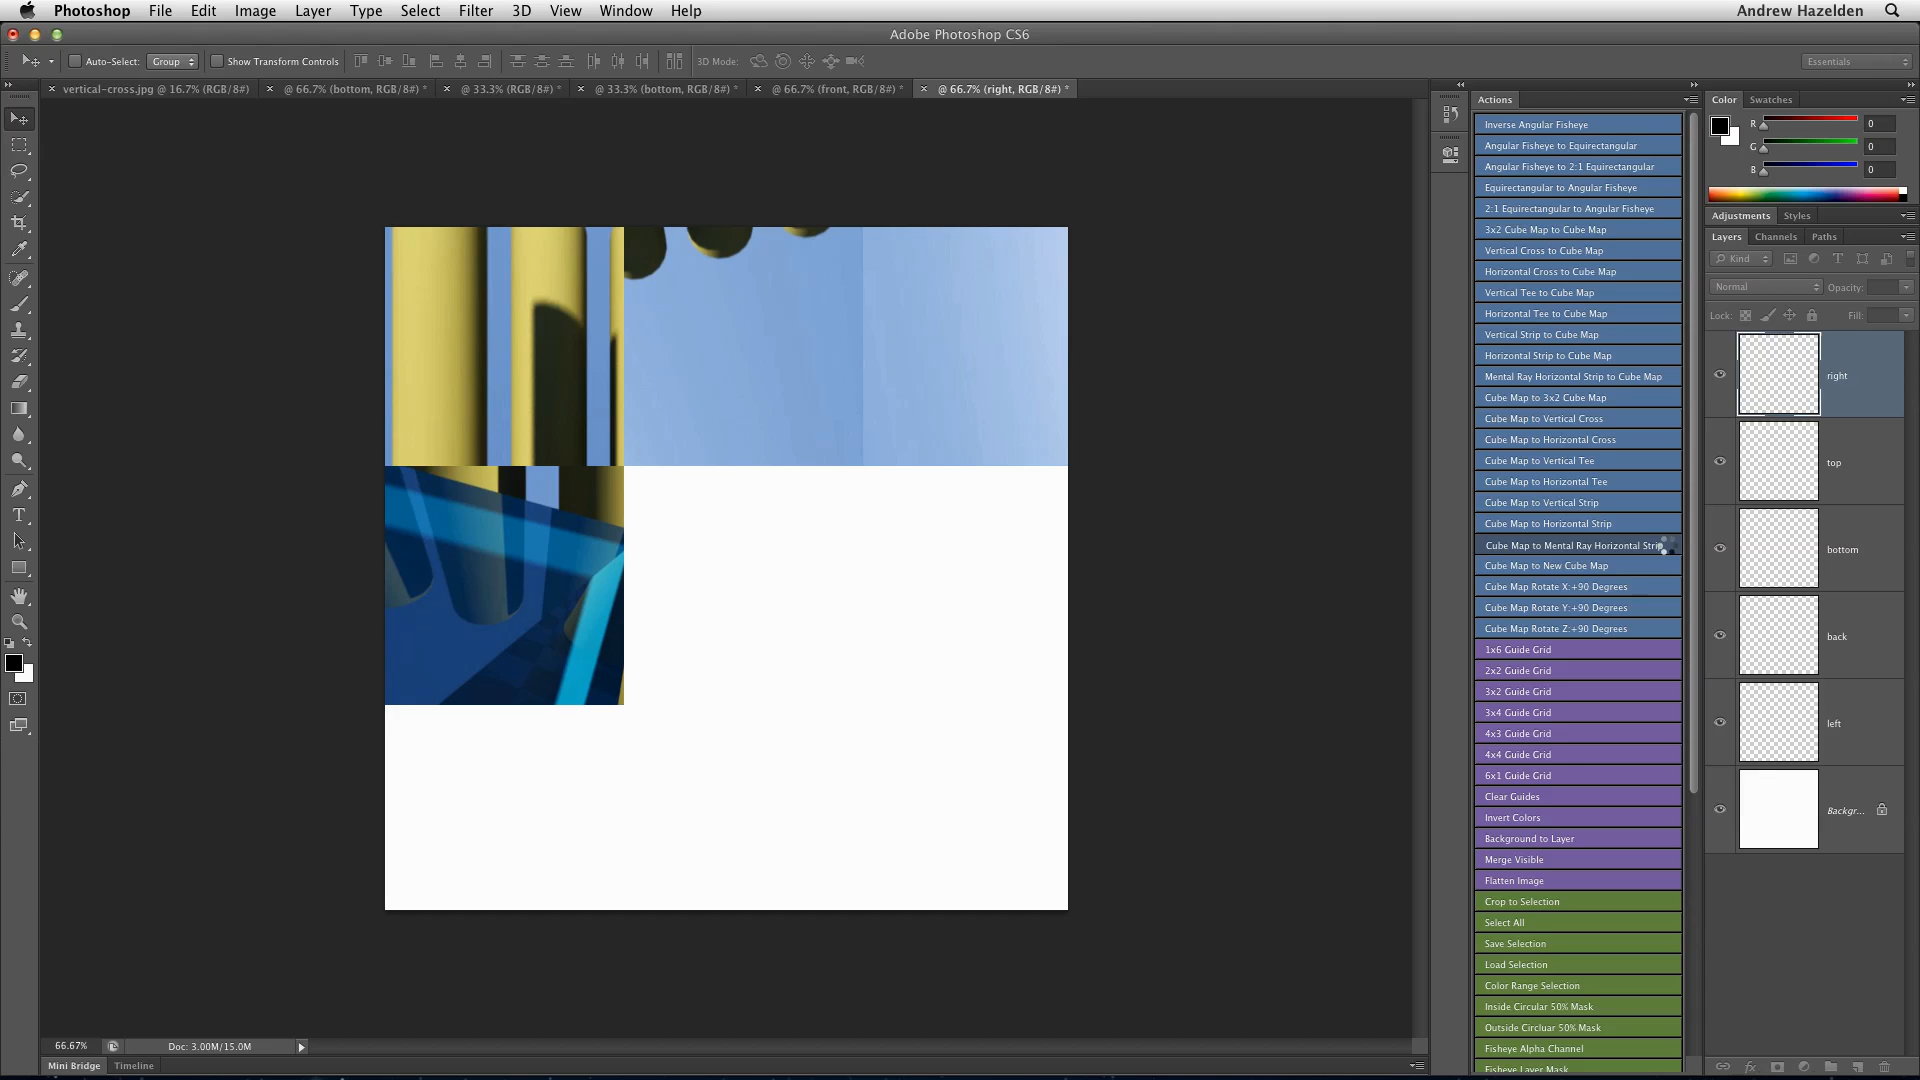 Photoshop File Edit Image Layer Type Select Filter 3D View Window Help Andrew Hazelden
Adobe Photoshop CS6
Auto-Select: Group Show Transform Controls 3D Mode: Essentials
vertical-cross.jpg @ 16.7% (RGB/8#) @ 66.7% (bottom, RGB/8#) * @ 33.3% (RGB/8#) * @ 33.3% (bottom, RGB/8#) * @ 66.7% (front, RGB/8#) * @ 66.7% (right, RGB/8#) *
Actions
Inverse Angular Fisheye
Angular Fisheye to Equirectangular
Angular Fisheye to 2:1 Equirectangular
Equirectangular to Angular Fisheye
2:1 Equirectangular to Angular Fisheye
3x2 Cube Map to Cube Map
Vertical Cross to Cube Map
Horizontal Cross to Cube Map
Vertical Tee to Cube Map
Horizontal Tee to Cube Map
Vertical Strip to Cube Map
Horizontal Strip to Cube Map
Mental Ray Horizontal Strip to Cube Map
Cube Map to 3x2 Cube Map
Cube Map to Vertical Cross
Cube Map to Horizontal Cross
Cube Map to Vertical Tee
Cube Map to Horizontal Tee
Cube Map to Vertical Strip
Cube Map to Horizontal Strip
Cube Map to Mental Ray Horizontal Strip
Cube Map to New Cube Map
Cube Map Rotate X:+90 Degrees
Cube Map Rotate Y:+90 Degrees
Cube Map Rotate Z:+90 Degrees
1x6 Guide Grid
2x2 Guide Grid
3x2 Guide Grid
3x4 Guide Grid
4x3 Guide Grid
4x4 Guide Grid
6x1 Guide Grid
Clear Guides
Invert Colors
Background to Layer
Merge Visible
Flatten Image
Crop to Selection
Select All
Save Selection
Load Selection
Color Range Selection
Inside Circular 50% Mask
Outside Circluar 50% Mask
Fisheye Alpha Channel
Fisheye Layer Mask
Color Swatches
R 0
G 0
B 0
Adjustments Styles
Layers Channels Paths
Kind
Normal Opacity:
Lock: Fill:
right
top
bottom
back
left
Backgr...
66.67% Doc: 3.00M/15.0M
Mini Bridge Timeline